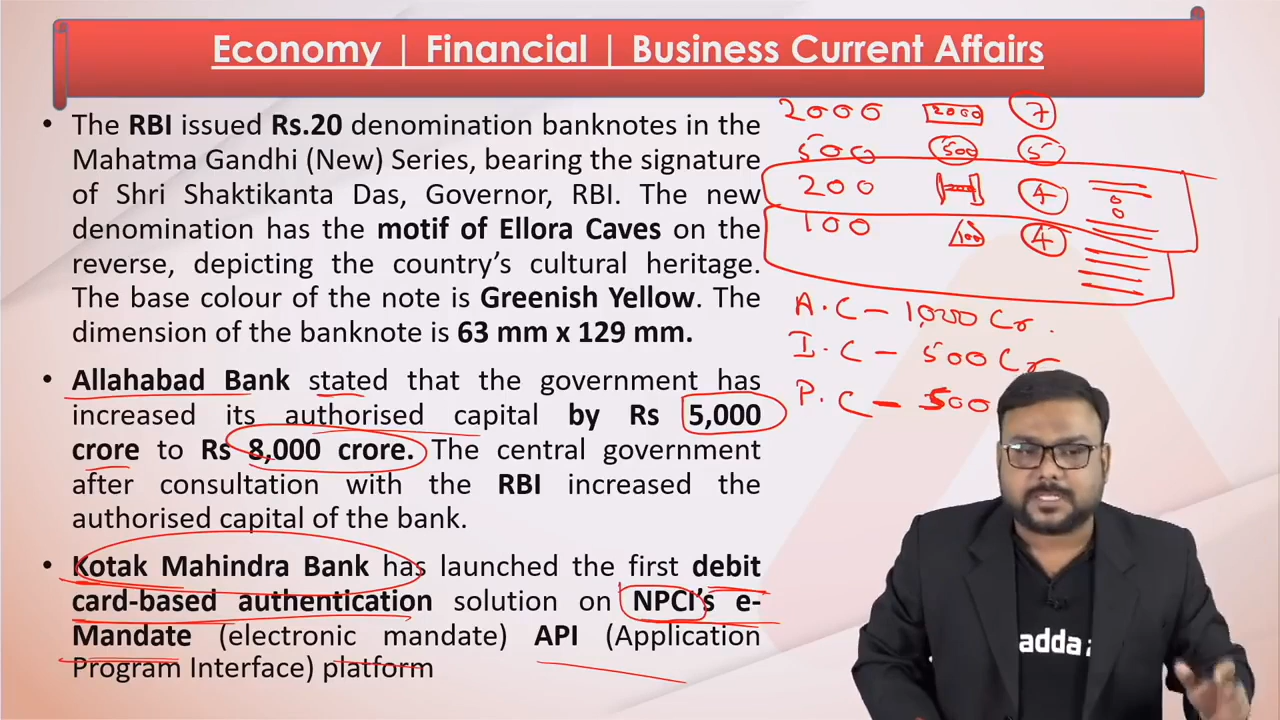 Economy | Financial | Business Current Affairs
• The RBI issued Rs.20 denomination banknotes in the
Mahatma Gandhi (New) Series, bearing the signature
of Shri Shaktikanta Das, Governor, RBI. The new
denomination has the motif of Ellora Caves on the
reverse, depicting the country's cultural heritage.
The base colour of the note is Greenish Yellow. The
dimension of the banknote is 63 mm x 129 mm.
• Allahabad Bank stated that the government has
increased its authorised capital by Rs 5,000
crore to Rs 8,000 crore. The central government
after consultation with the RBI increased the
authorised capital of the bank.
• Kotak Mahindra Bank has launched the first debit
card-based authentication solution on NPCI's e-
Mandate (electronic mandate) API (Application
Program Interface) platform
2000 2000 7
500 500 5
200 4
100 100 4
A.C – 1,000 Cr.
I.C – 500 Cr
P.C – 500
adda